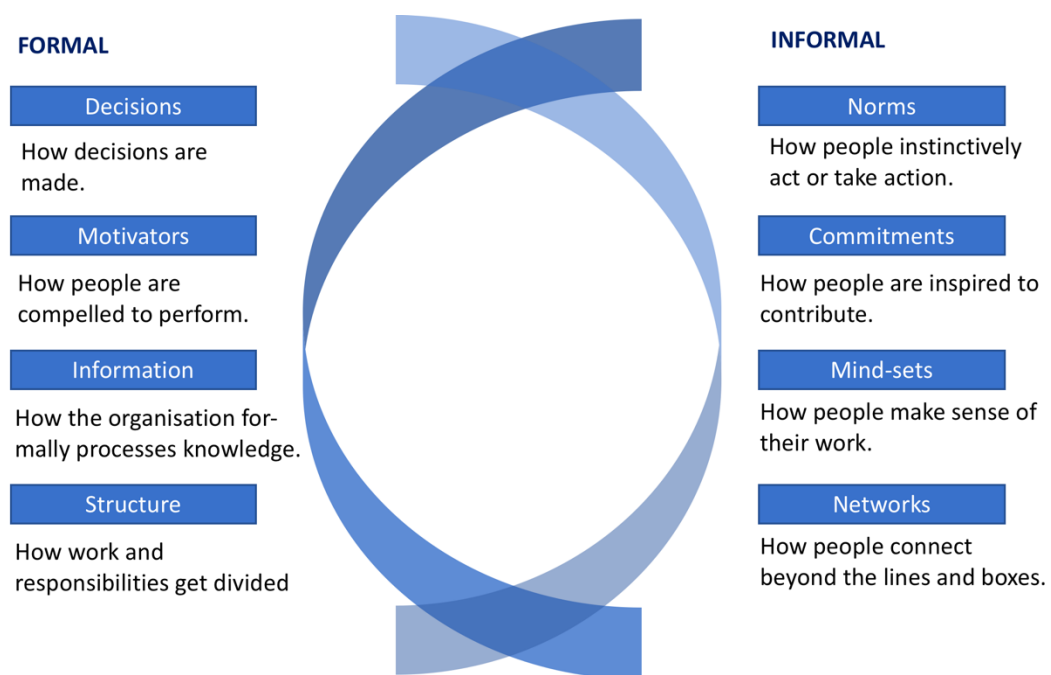 FORMAL
Decisions
How decisions are
made.
Motivators
How people are
compelled to perform.
Information
How the organisation for-
mally processes knowledge.
Structure
How work and
responsibilities get divided
INFORMAL
Norms
How people instinctively
act or take action.
Commitments
How people are inspired to
contribute.
Mind-sets
How people make sense of
their work.
Networks
How people connect
beyond the lines and boxes.